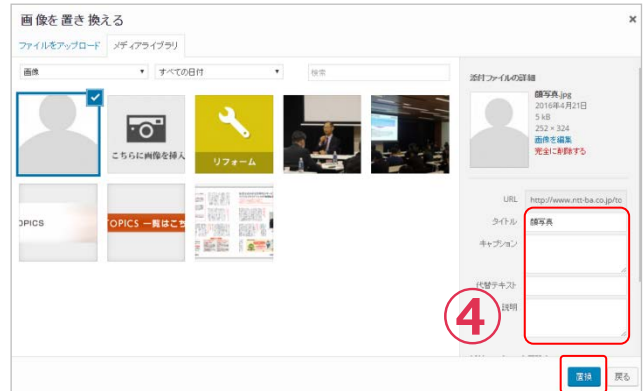 画像を置き換える
×
ファイルをアップロード
メディアライブラリ
画像
すべての日付
検索
こちらに画像を挿入
リフォーム
OPICS
OPICS 一覧はこち
添付ファイルの詳細
顔写真.jpg
2016年4月21日
5 kB
252 × 324
画像を編集
完全に削除する
URL
http://www.ntt-ba.co.jp/to
タイトル
顔写真
キャプション
代替テキスト
説明
④
置換
戻る